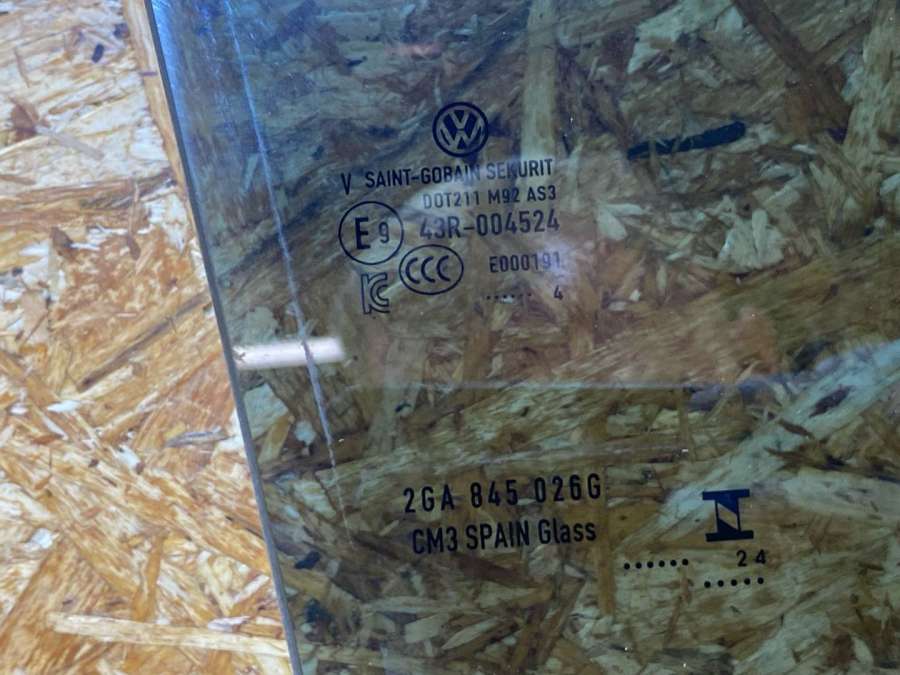 V SAINT-GOBAIN SEKURIT
DOT211 M92 AS3
E9 43R-004524
CCC E000191
KC ...... 4
2GA 845 026G
CM3 SPAIN Glass
24
...... 
.....